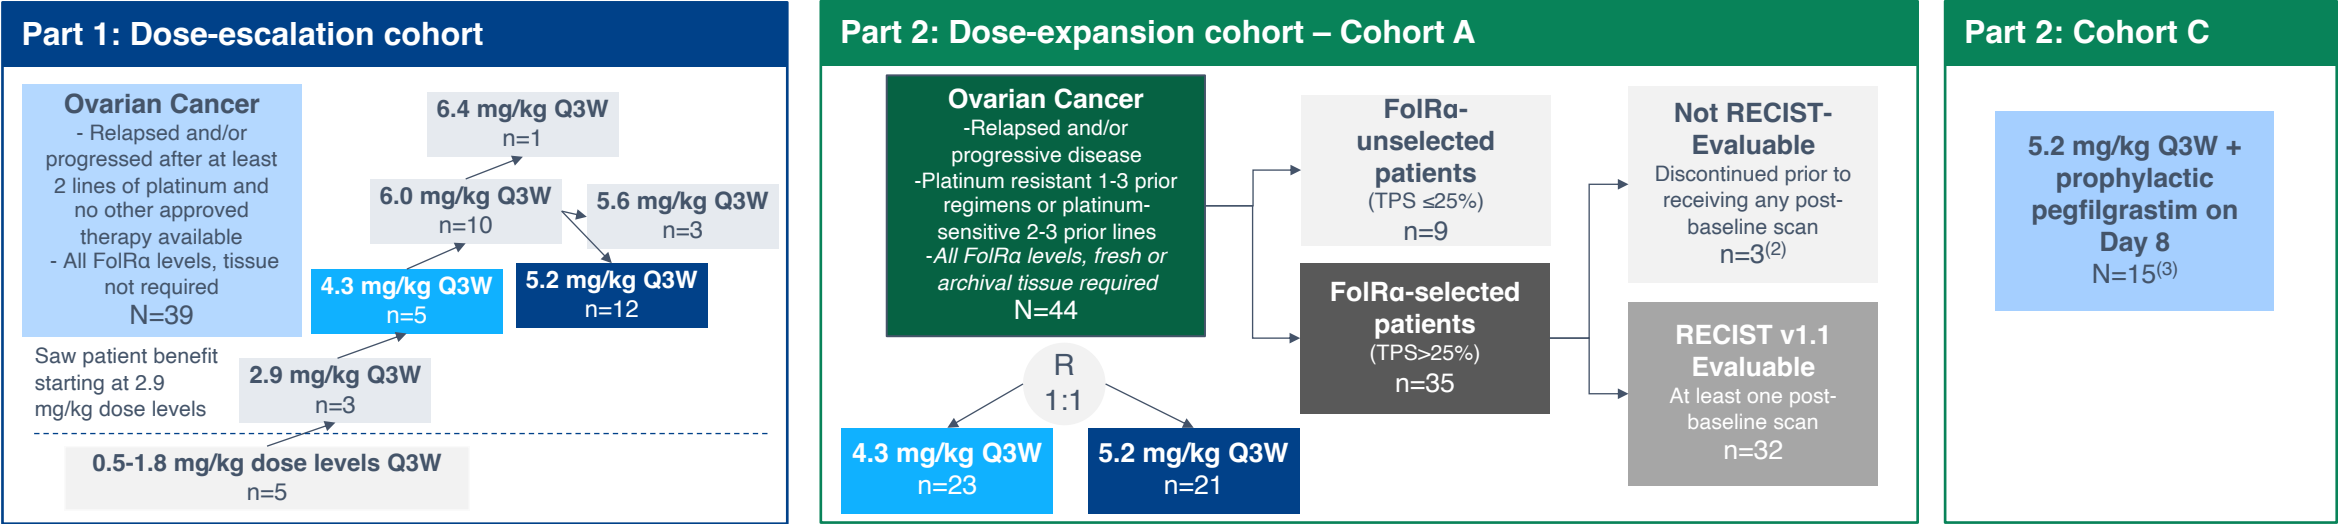 Part 1: Dose-escalation cohort
Ovarian Cancer
- Relapsed and/or
progressed after at least
2 lines of platinum and
no other approved
therapy available
- All FolRα levels, tissue
not required
N=39
Saw patient benefit
starting at 2.9
mg/kg dose levels
6.4 mg/kg Q3W
n=1
6.0 mg/kg Q3W
n=10
5.6 mg/kg Q3W
n=3
4.3 mg/kg Q3W
n=5
5.2 mg/kg Q3W
n=12
2.9 mg/kg Q3W
n=3
0.5-1.8 mg/kg dose levels Q3W
n=5
Part 2: Dose-expansion cohort – Cohort A
Ovarian Cancer
-Relapsed and/or
progressive disease
-Platinum resistant 1-3 prior
regimens or platinum-
sensitive 2-3 prior lines
-All FolRα levels, fresh or
archival tissue required
N=44
R
1:1
4.3 mg/kg Q3W
n=23
5.2 mg/kg Q3W
n=21
FolRα-
unselected
patients
(TPS ≤25%)
n=9
FolRα-selected
patients
(TPS>25%)
n=35
Not RECIST-
Evaluable
Discontinued prior to
receiving any post-
baseline scan
n=3(2)
RECIST v1.1
Evaluable
At least one post-
baseline scan
n=32
Part 2: Cohort C
5.2 mg/kg Q3W +
prophylactic
pegfilgrastim on
Day 8
N=15(3)